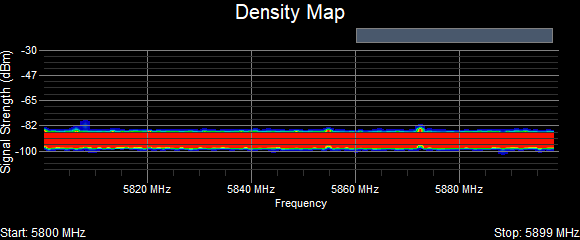 Density Map
-30
-47
-65
-82
-100
Signal Strength (dBm)
5820 MHz 5840 MHz 5860 MHz 5880 MHz
Frequency
Start: 5800 MHz Stop: 5899 MHz